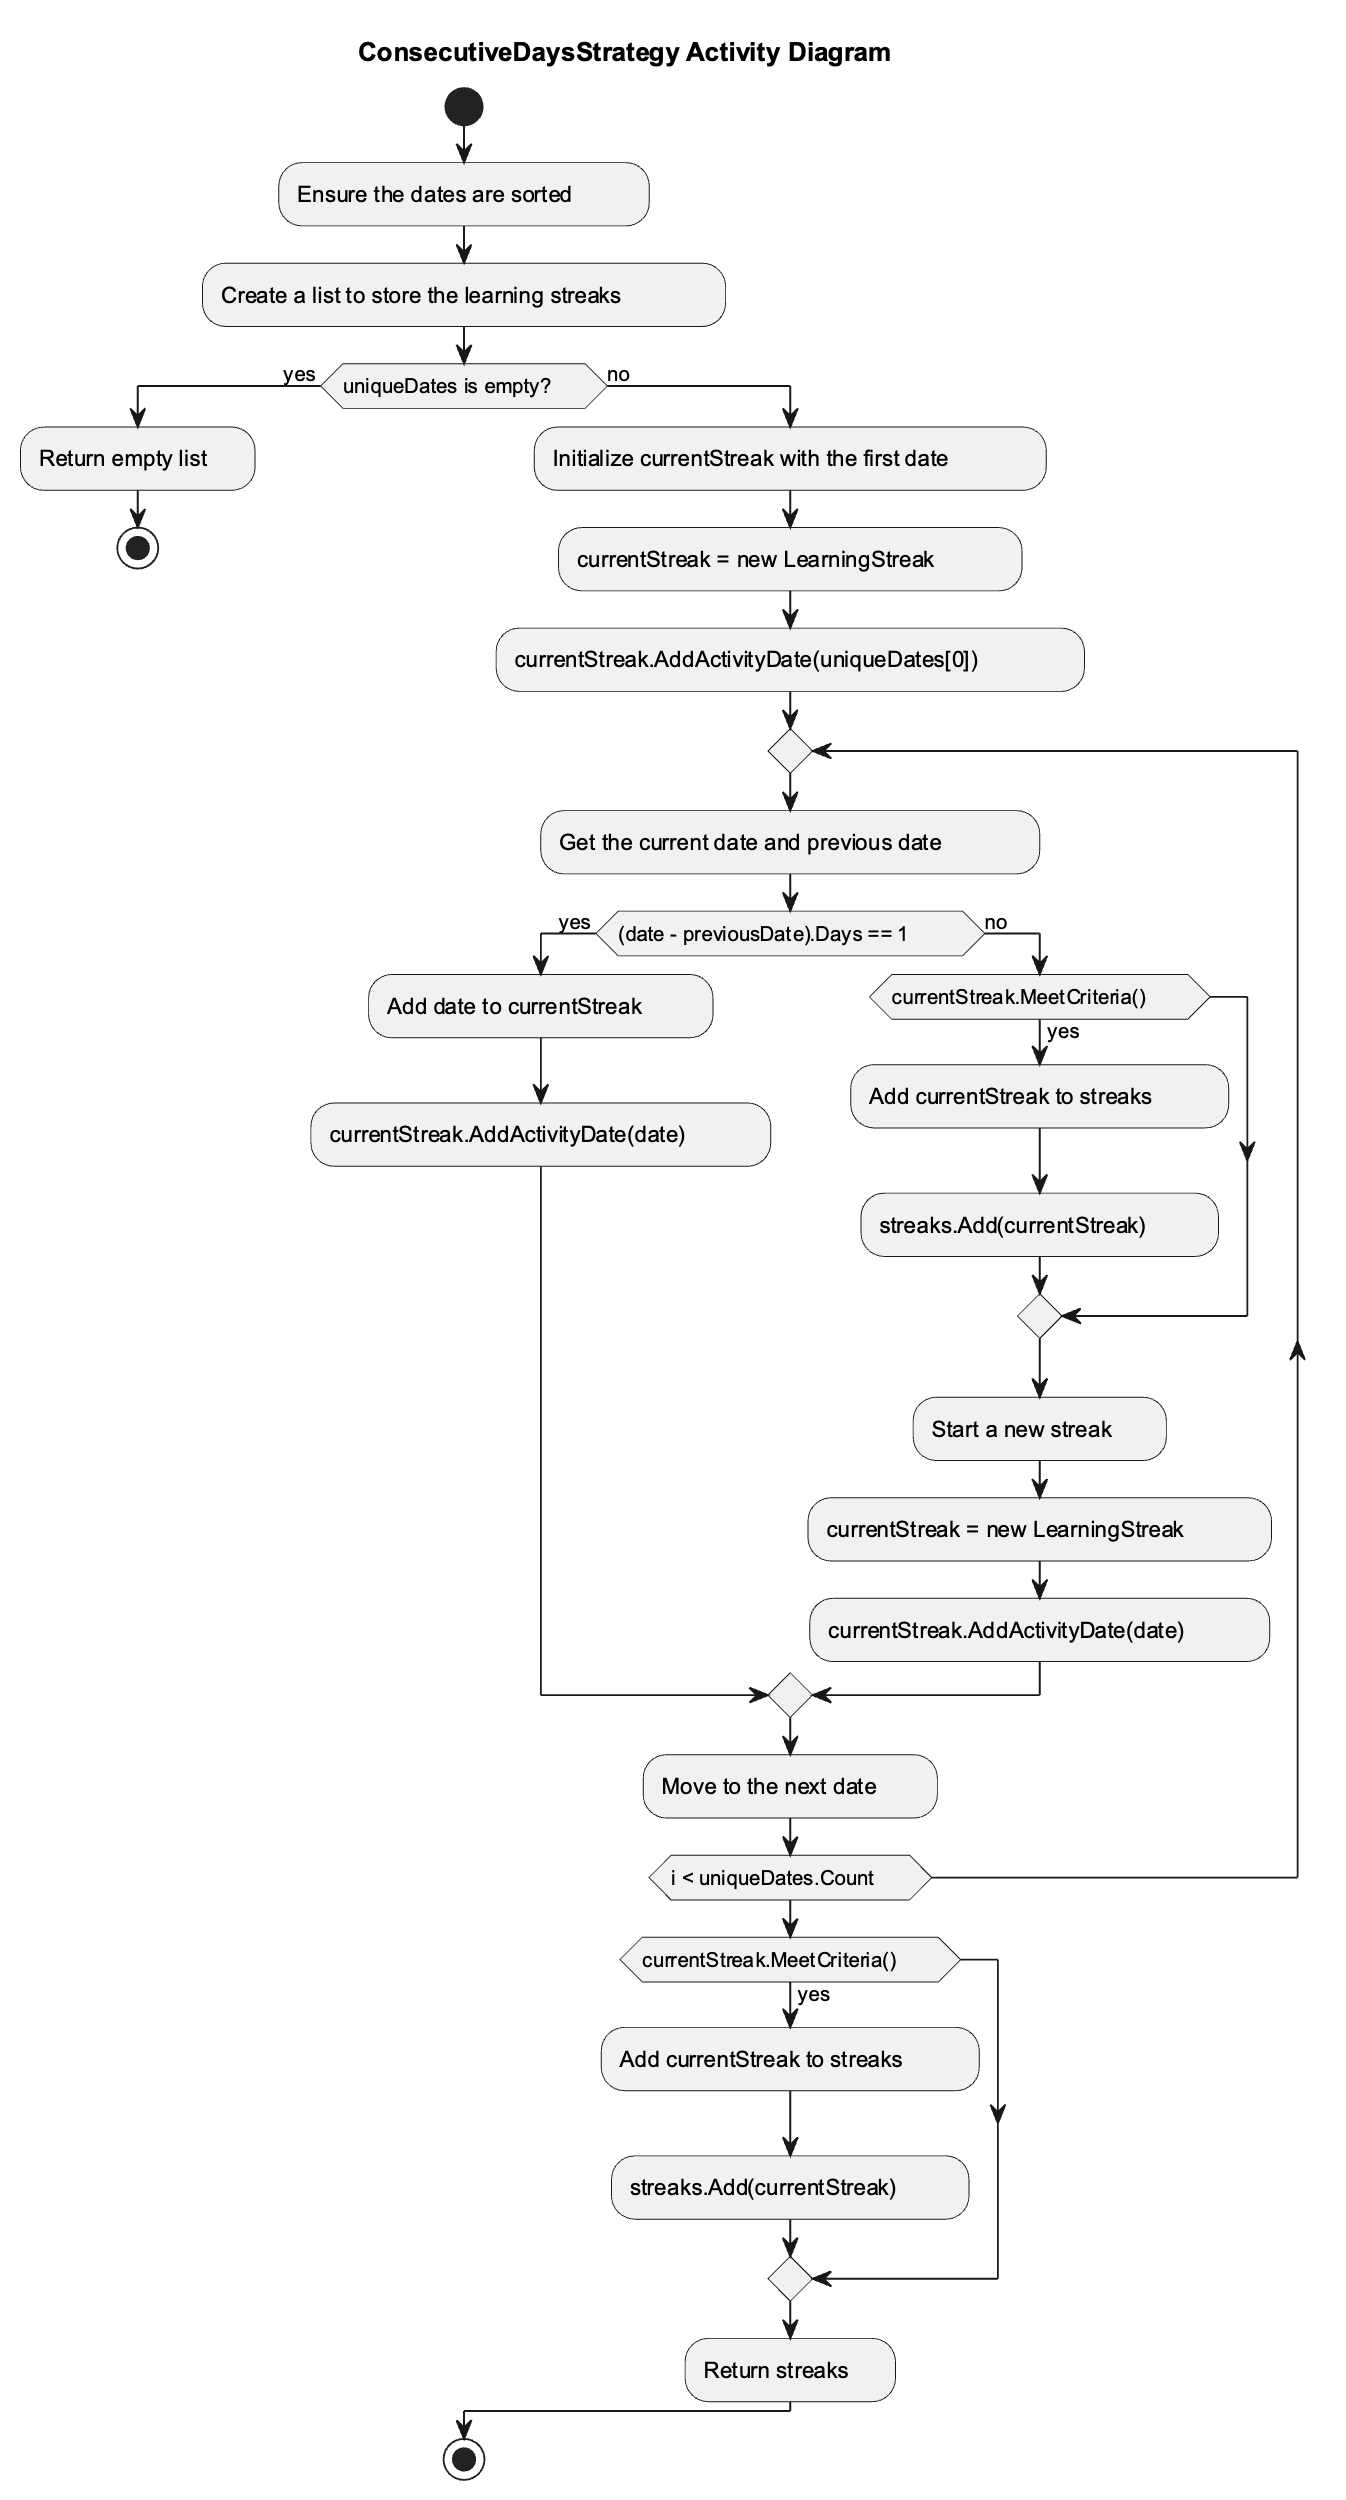 ConsecutiveDaysStrategy Activity Diagram
Ensure the dates are sorted
Create a list to store the learning streaks
uniqueDates is empty?
yes
no
Return empty list
Initialize currentStreak with the first date
currentStreak = new LearningStreak
currentStreak.AddActivityDate(uniqueDates[0])
Get the current date and previous date
(date - previousDate).Days == 1
yes
no
Add date to currentStreak
currentStreak.AddActivityDate(date)
currentStreak.MeetCriteria()
yes
Add currentStreak to streaks
streaks.Add(currentStreak)
Start a new streak
currentStreak = new LearningStreak
currentStreak.AddActivityDate(date)
Move to the next date
i < uniqueDates.Count
currentStreak.MeetCriteria()
yes
Add currentStreak to streaks
streaks.Add(currentStreak)
Return streaks